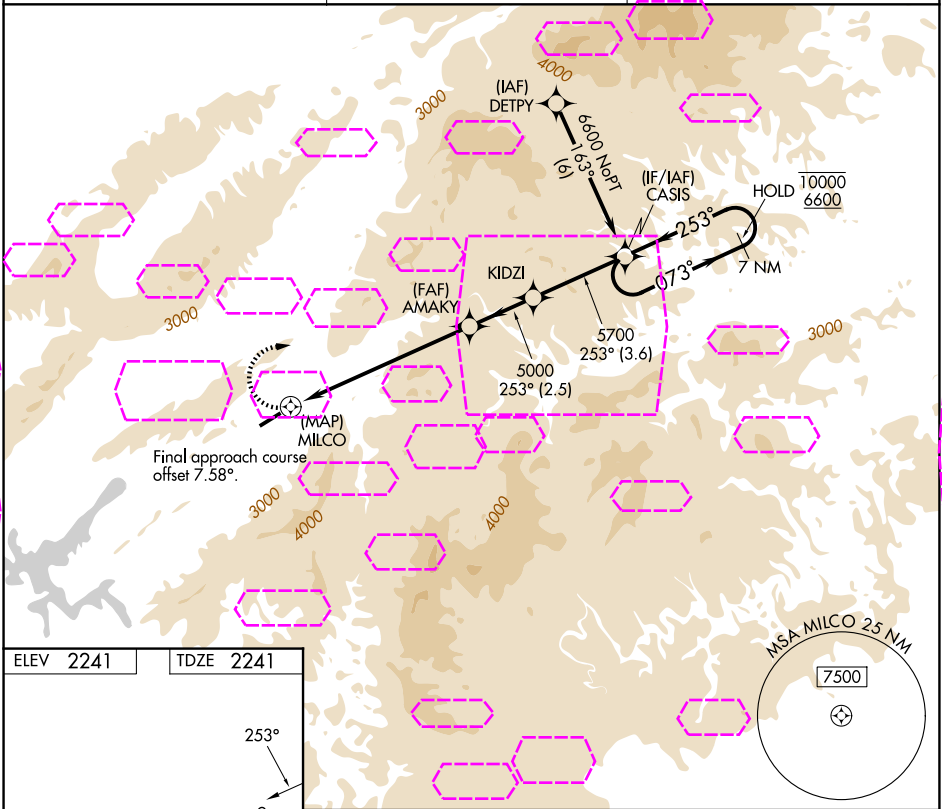 4000
3000
(IAF)
DETPY
6600 NoPT
163°
(6)
(IF/IAF)
CASIS
HOLD
10000
6600
253°
073°
7 NM
KIDZI
(FAF)
AMAKY
3000
5700
253° (3.6)
3000
5000
253° (2.5)
(MAP)
MILCO
Final approach course
offset 7.58°.
3000
4000
4000
MSA MILCO 25 NM
7500
ELEV 2241
TDZE 2241
253°